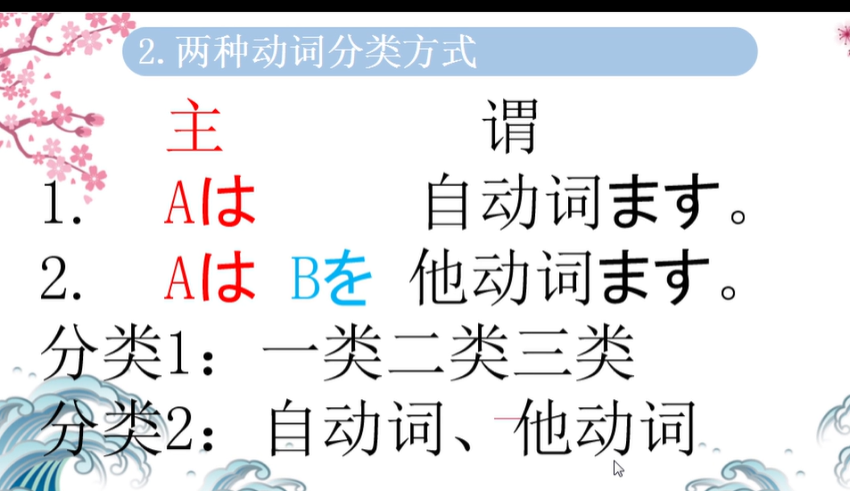 2.两种动词分类方式
主 谓
1. Aは 自动词ます。
2. Aは Bを 他动词ます。
分类1：一类二类三类
分类2：自动词、他动词